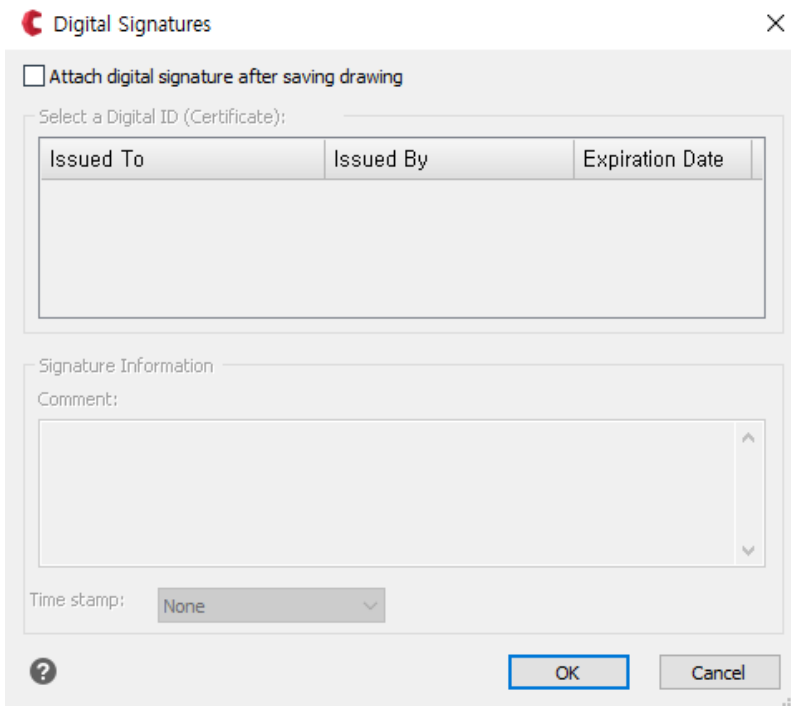 Digital Signatures
Attach digital signature after saving drawing
Select a Digital ID (Certificate):
Issued To Issued By Expiration Date
Signature Information
Comment:
Time stamp: None
OK Cancel